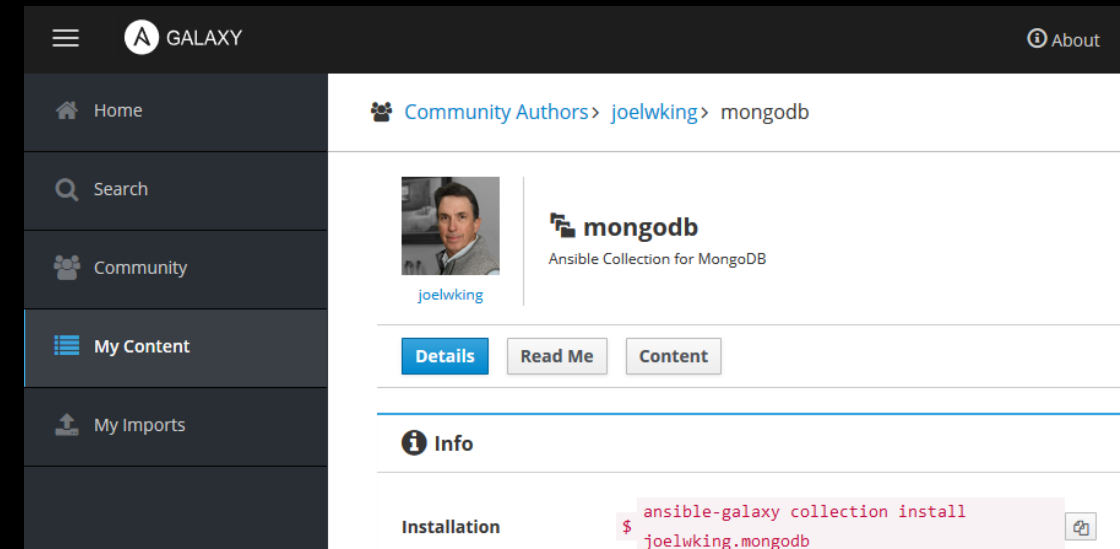 GALAXY
About
Home
Search
Community
My Content
My Imports
Community Authors> joelwking> mongodb
joelwking
mongodb
Ansible Collection for MongoDB
Details Read Me Content
Info
Installation $ ansible-galaxy collection install
joelwking.mongodb